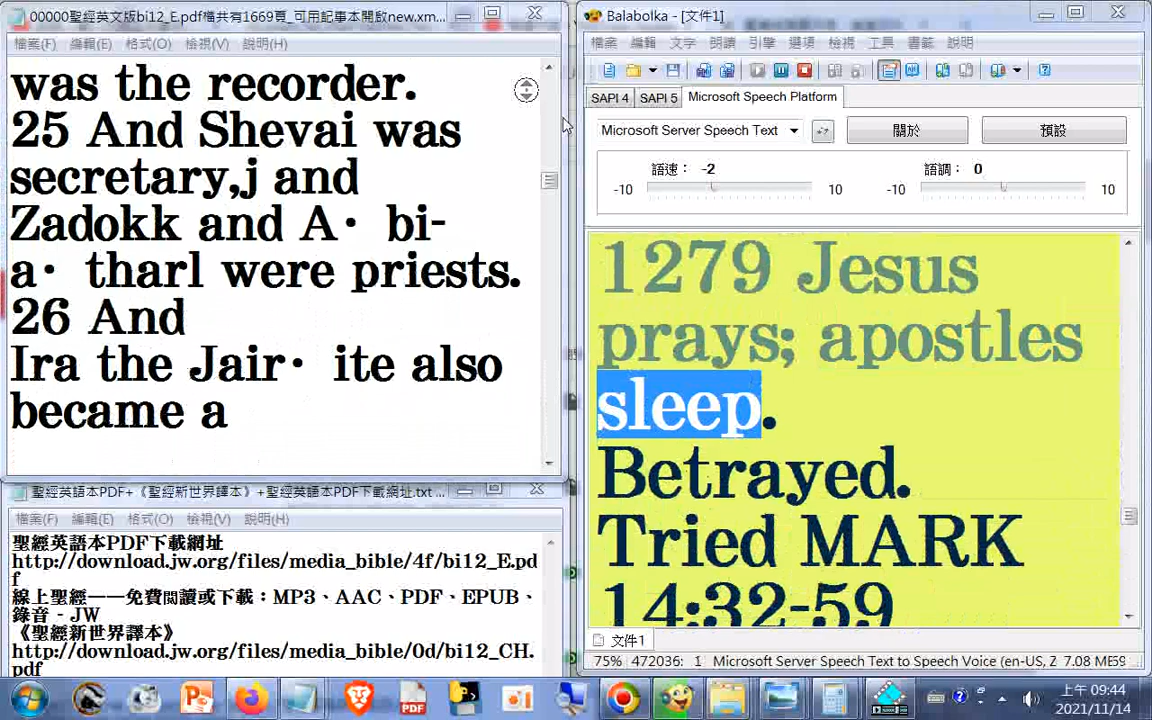 00000聖經英文版bi12_E.pdf檔共有1669頁_可用記事本開啟new.xm...
檔案(F) 編輯(E) 格式(O) 檢視(V) 說明(H)
was the recorder.
25 And Shevai was
secretary,j and
Zadokk and A· bi-
a· tharl were priests.
26 And
Ira the Jair· ite also
became a
聖經英語本PDF+《聖經新世界譯本》+聖經英語本PDF下載網址.txt ...
檔案(F) 編輯(E) 格式(O) 檢視(V) 說明(H)
聖經英語本PDF下載網址
http://download.jw.org/files/media_bible/4f/bi12_E.pd
f
線上聖經——免費閱讀或下載：MP3、AAC、PDF、EPUB、
錄音 - JW
《聖經新世界譯本》
http://download.jw.org/files/media_bible/0d/bi12_CH.
pdf
Balabolka - [文件1]
檔案 編輯 文字 朗讀 引擎 選項 檢視 工具 書籤 說明
SAPI 4 SAPI 5 Microsoft Speech Platform
Microsoft Server Speech Text 關於 預設
語速： -2 語調： 0
-10 10 -10 10
1279 Jesus
prays; apostles
sleep.
Betrayed.
Tried MARK
14:32-59
文件1
75% 472036: 1 Microsoft Server Speech Text to Speech Voice (en-US, Z 7.08 ME59
PDF
上午 09:44
2021/11/14